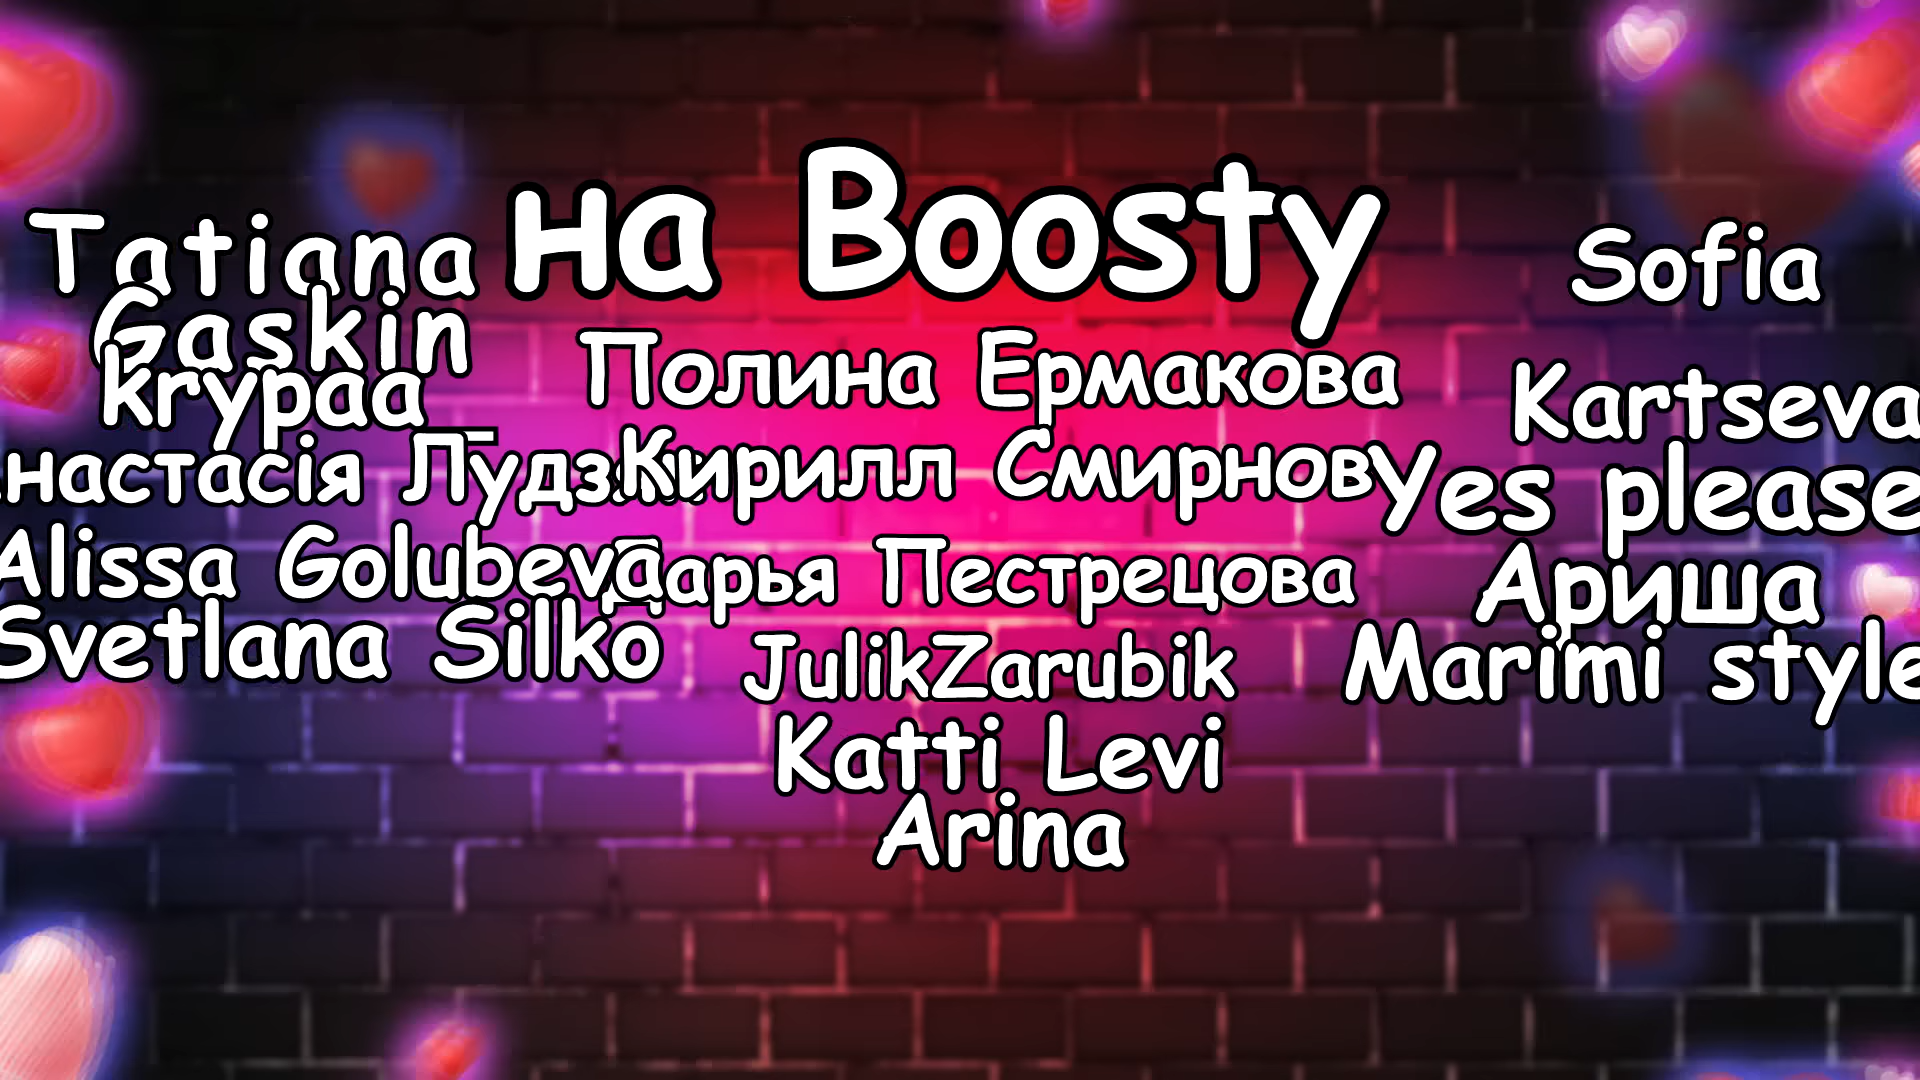 на Boosty
Tatiana
Gaskin
krypaa_
Alissa Golubeva
Svetlana Silko
Полина Ермакова
Кирилл Смирнов
Дарья Пестрецова
JulikZarubik
Katti Levi
Arina
Sofia
Kartseva
Yes please
Ариша
Marimi style